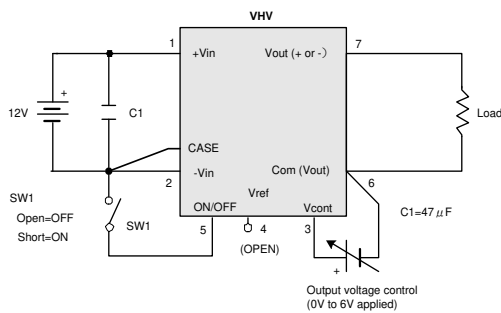 VHV
1
+Vin
Vout (+ or -)
7
+
12V
C1
Load
CASE
Com (Vout)
2
-Vin
6
SW1
Vref
ON/OFF
Vcont
C1=47μF
Open=OFF
SW1
5
4
3
Short=ON
(OPEN)
+
Output voltage control
(0V to 6V applied)